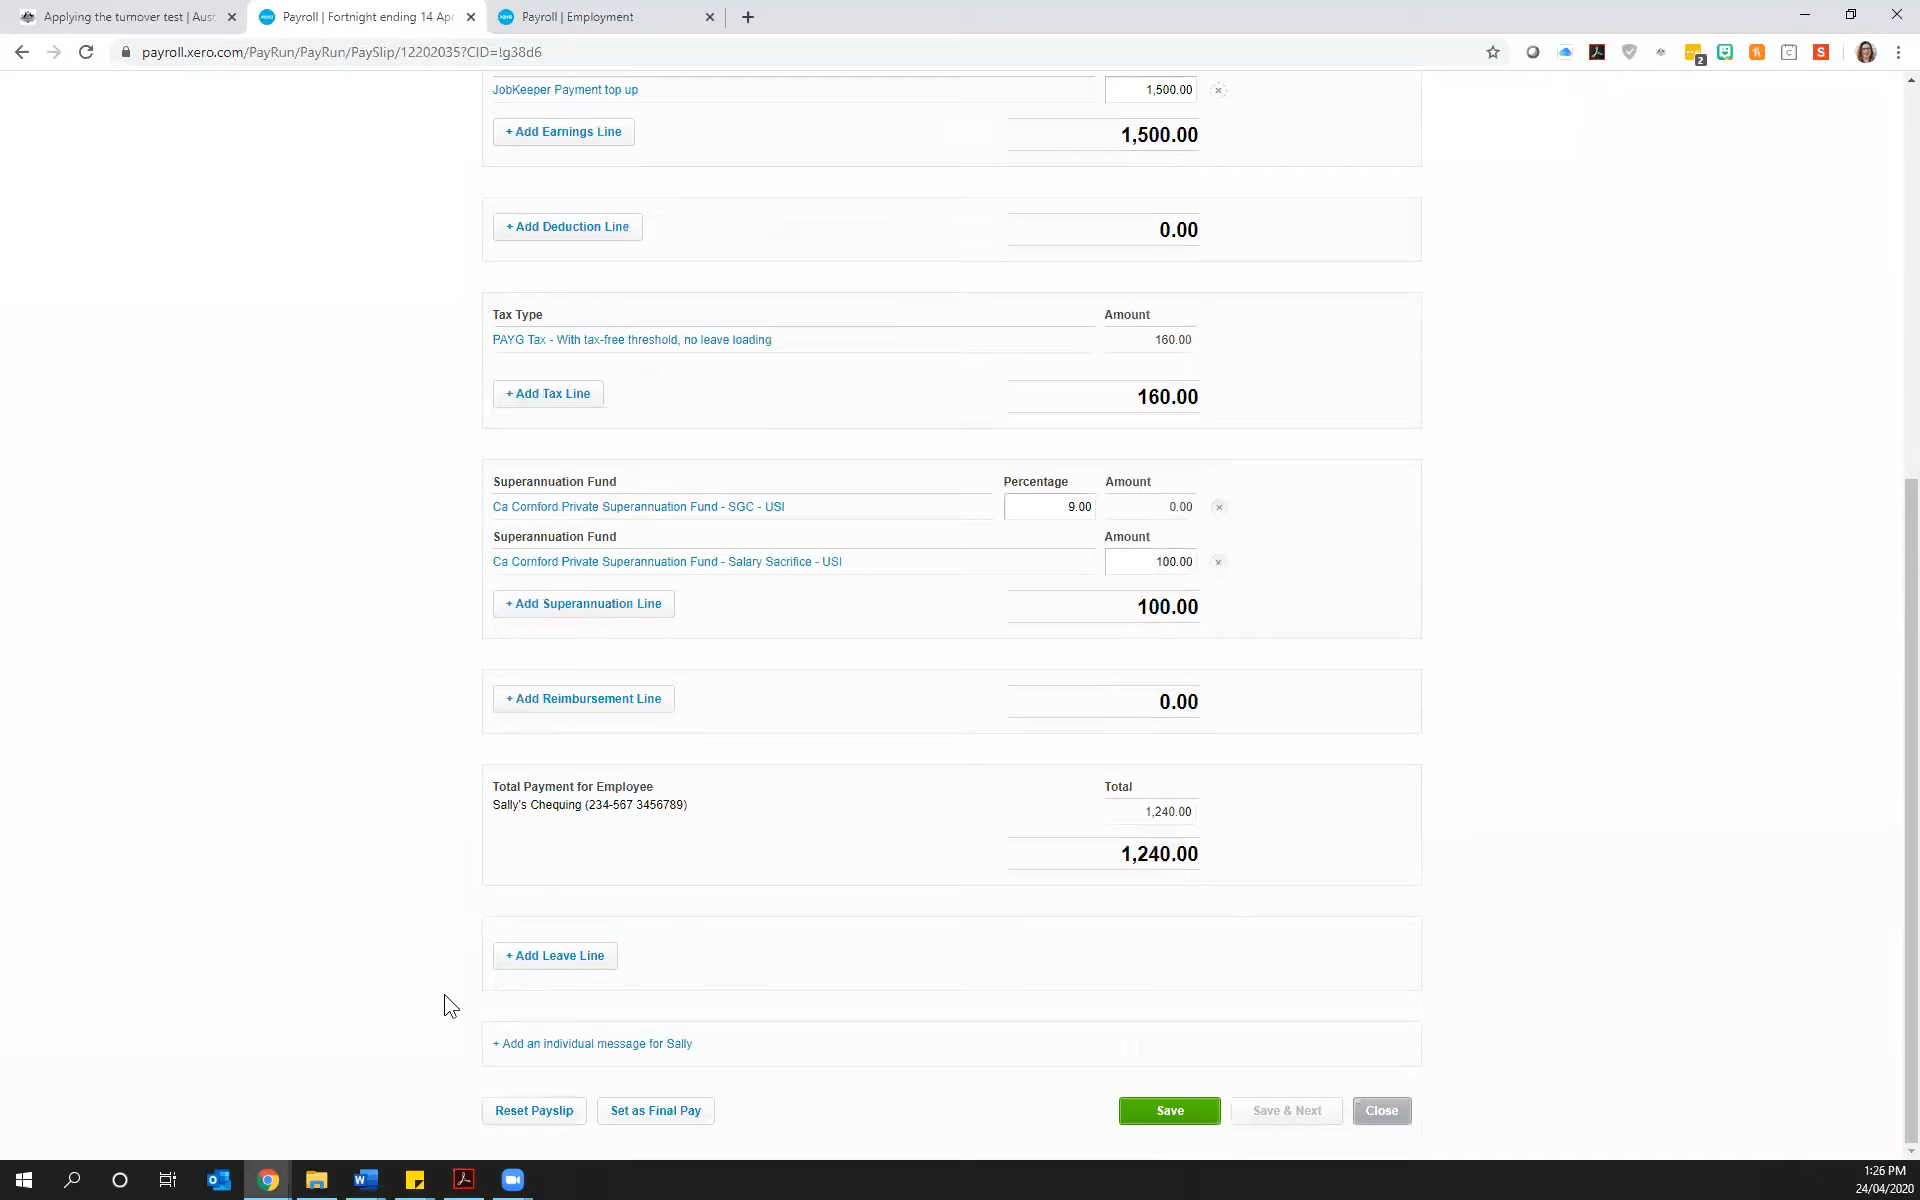 Applying the turnover test | Aust
Payroll | Fortnight ending 14 Apr
Payroll | Employment
payroll.xero.com/PayRun/PayRun/PaySlip/12202035?CID=!g38d6
JobKeeper Payment top up 1,500.00
+ Add Earnings Line 1,500.00
+ Add Deduction Line 0.00
Tax Type Amount
PAYG Tax - With tax-free threshold, no leave loading 160.00
+ Add Tax Line 160.00
Superannuation Fund Percentage Amount
Ca Cornford Private Superannuation Fund - SGC - USI 9.00 0.00
Superannuation Fund Amount
Ca Cornford Private Superannuation Fund - Salary Sacrifice - USI 100.00
+ Add Superannuation Line 100.00
+ Add Reimbursement Line 0.00
Total Payment for Employee Total
Sally's Chequing (234-567 3456789)
1,240.00
1,240.00
+ Add Leave Line
+ Add an individual message for Sally
Reset Payslip Set as Final Pay Save Save & Next Close
1:26 PM
24/04/2020